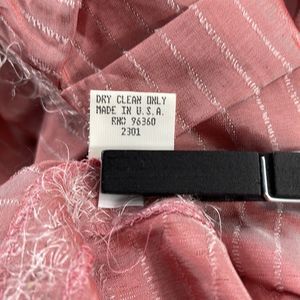 DRY CLEAN ONLY
MADE IN U.S.A.
RN# 96360
2301